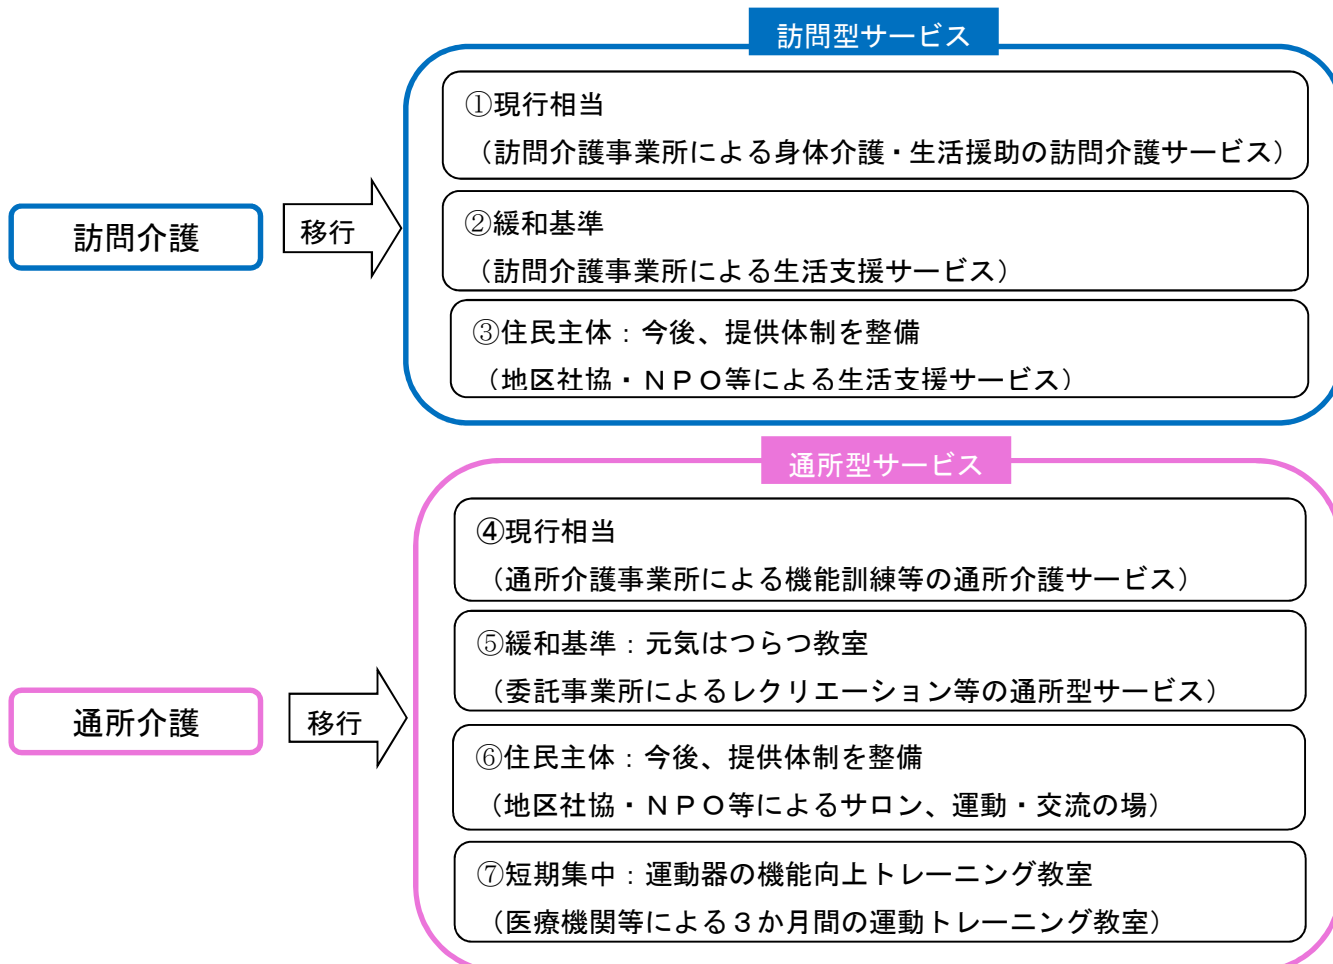 訪問型サービス
①現行相当
（訪問介護事業所による身体介護・生活援助の訪問介護サービス）
訪問介護
移行
②緩和基準
（訪問介護事業所による生活支援サービス）
③住民主体：今後、提供体制を整備
（地区社協・ＮＰＯ等による生活支援サービス）
通所型サービス
④現行相当
（通所介護事業所による機能訓練等の通所介護サービス）
⑤緩和基準：元気はつらつ教室
（委託事業所によるレクリエーション等の通所型サービス）
通所介護
移行
⑥住民主体：今後、提供体制を整備
（地区社協・ＮＰＯ等によるサロン、運動・交流の場）
⑦短期集中：運動器の機能向上トレーニング教室
（医療機関等による３か月間の運動トレーニング教室）